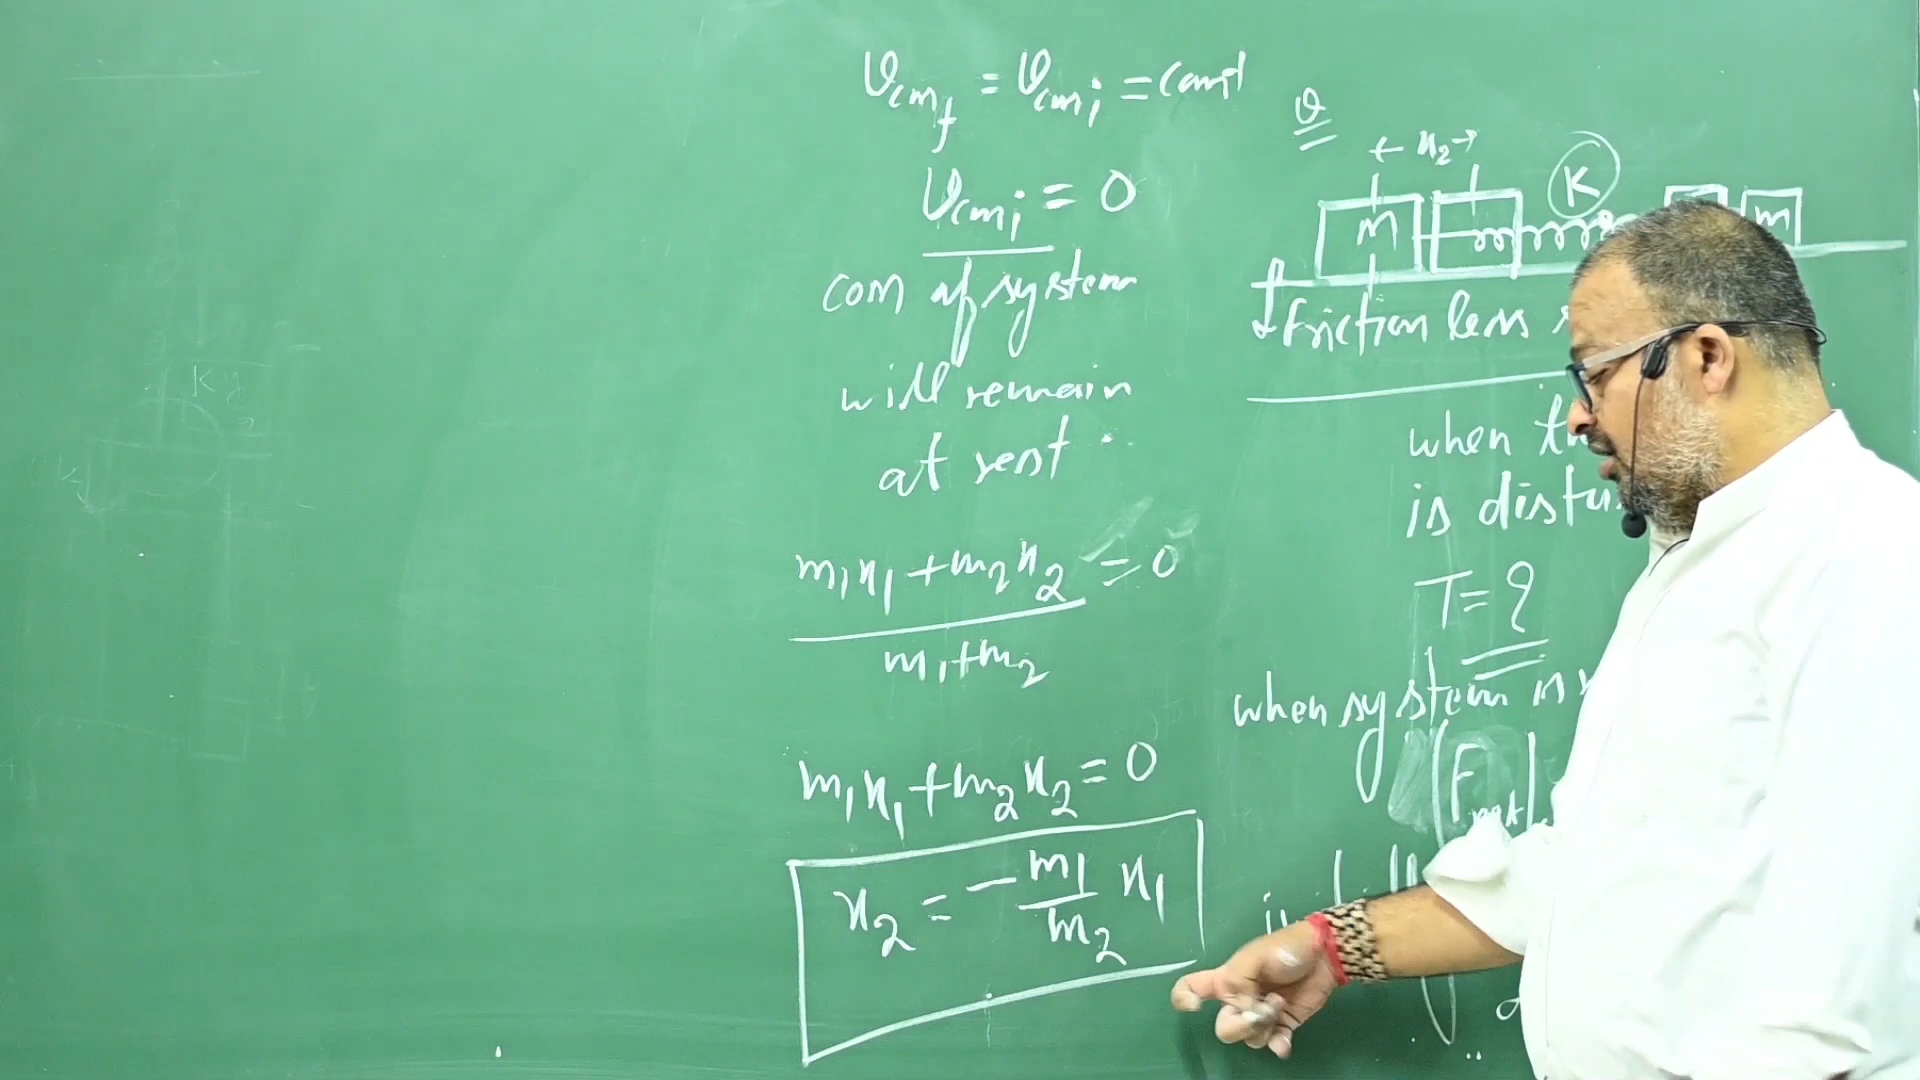 v_cm_f = v_cm_i = const
v_cm_i = 0
com of system
will remain
at rest
m1x1 + m2x2 = 0
m1+m2
m1x1 + m2x2 = 0
x2 = - m1 x1
m2
Q
← x2 →
K
m
m
Friction less
when
is
T = ?
when system is
F_net